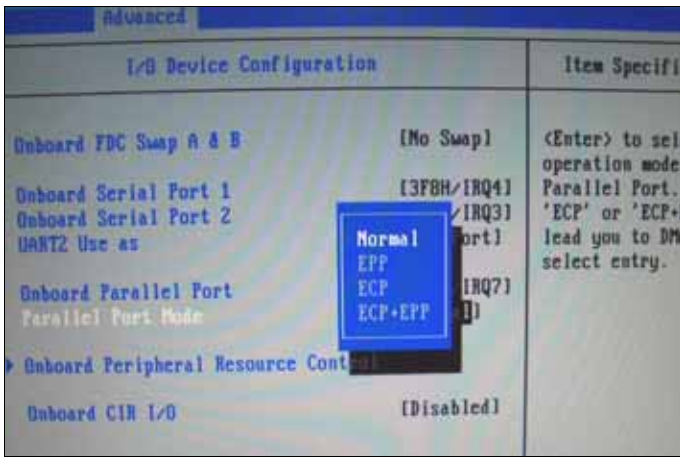 Advanced
I/O Device Configuration
Item Specifi
Onboard FDC Swap A & B [No Swap]
<Enter> to sel
operation mode
Onboard Serial Port 1 [3F8H/IRQ4]
Parallel Port.
Onboard Serial Port 2 /IRQ3]
'ECP' or 'ECP+
UART2 Use as ort]
lead you to DM
select entry.
Normal
EPP
ECP
ECP+EPP
Onboard Parallel Port /IRQ7]
Parallel Port Mode al]
Onboard Peripheral Resource Control
Onboard CIR I/O [Disabled]